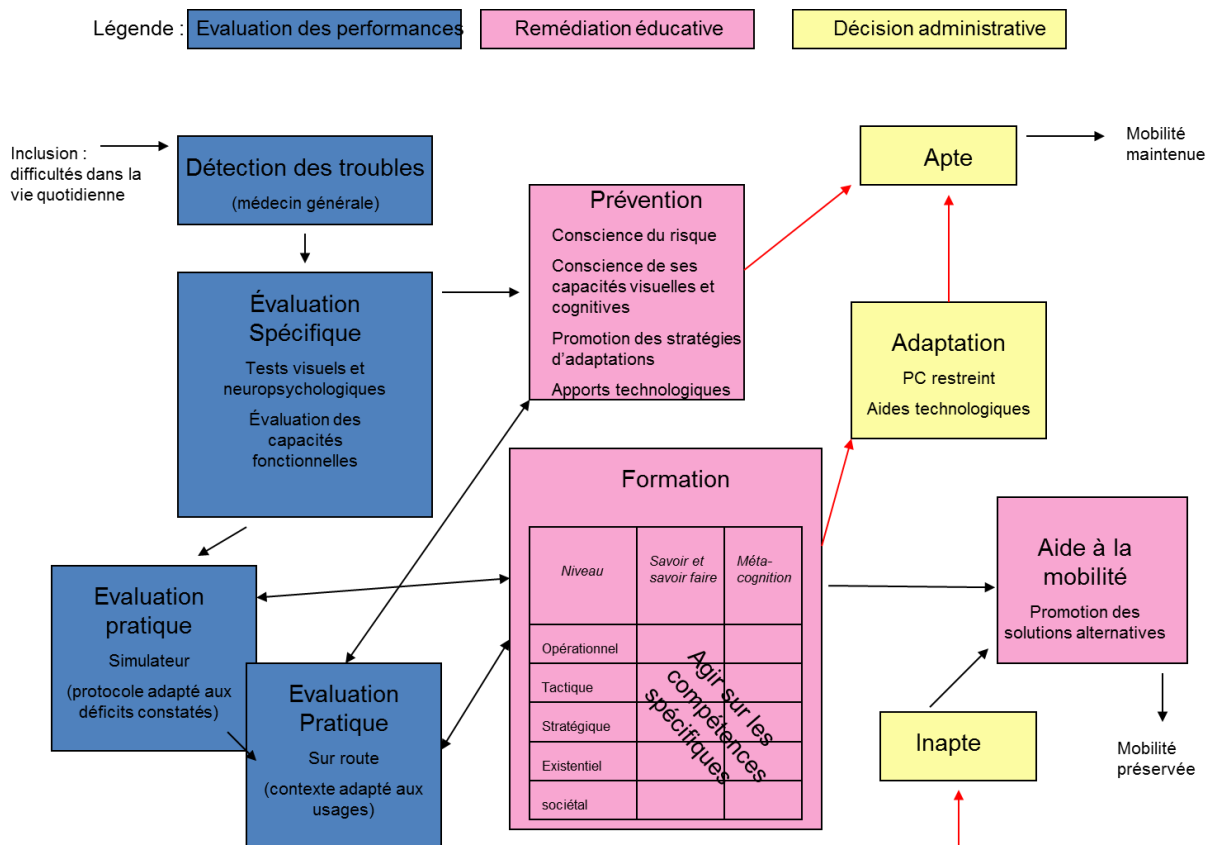 Légende :
Evaluation des performances
Remédiation éducative
Décision administrative
Inclusion :
difficultés dans la
vie quotidienne
Détection des troubles
(médecin générale)
Évaluation
Spécifique
Tests visuels et
neuropsychologiques
Évaluation des
capacités
fonctionnelles
Evaluation
pratique
Simulateur
(protocole adapté aux
déficits constatés)
Evaluation
Pratique
Sur route
(contexte adapté aux
usages)
Prévention
Conscience du risque
Conscience de ses
capacités visuelles et
cognitives
Promotion des stratégies
d'adaptations
Apports technologiques
Formation
Niveau
Savoir et
savoir faire
Méta-
cognition
Opérationnel
Tactique
Stratégique
Existentiel
sociétal
Agir sur les
compétences
spécifiques
Apte
Mobilité
maintenue
Adaptation
PC restreint
Aides technologiques
Aide à la
mobilité
Promotion des
solutions alternatives
Inapte
Mobilité
préservée